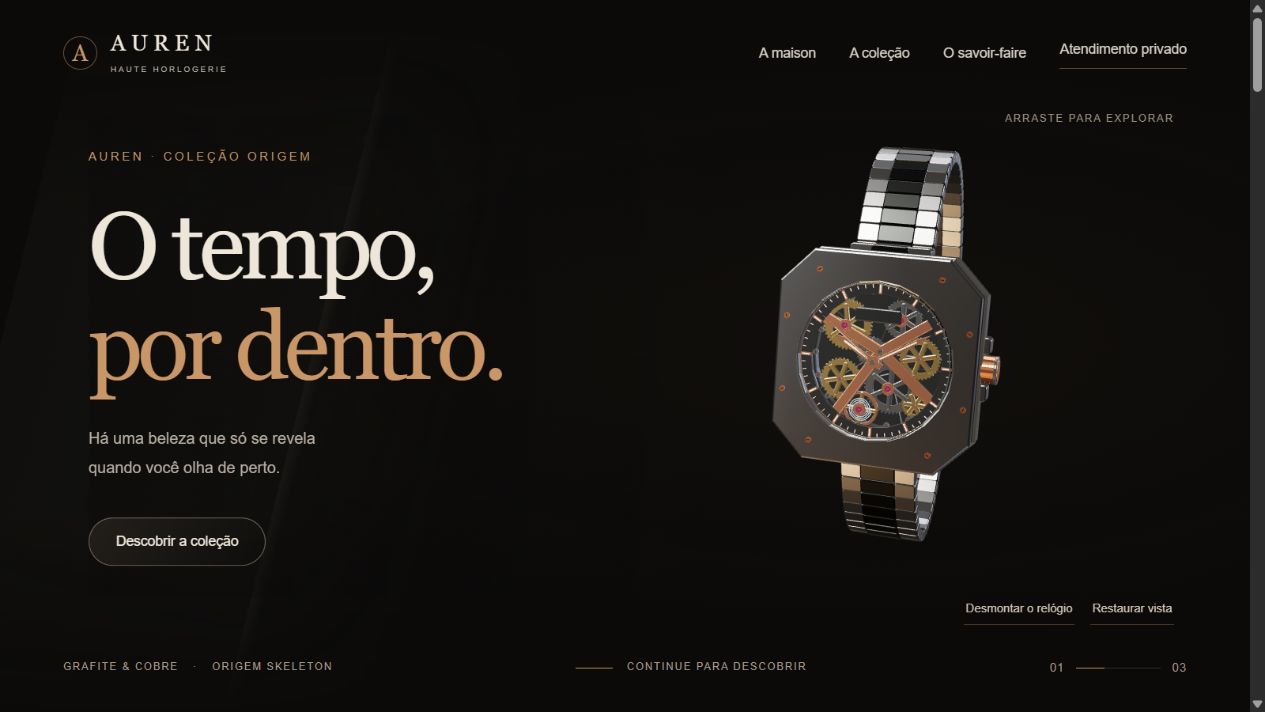 A
AUREN
HAUTE HORLOGERIE
A maison
A coleção
O savoir-faire
Atendimento privado
ARRASTE PARA EXPLORAR
AUREN · COLEÇÃO ORIGEM
O tempo,
por dentro.
Há uma beleza que só se revela
quando você olha de perto.
Descobrir a coleção
Desmontar o relógio
Restaurar vista
GRAFITE & COBRE · ORIGEM SKELETON
CONTINUE PARA DESCOBRIR
01
03